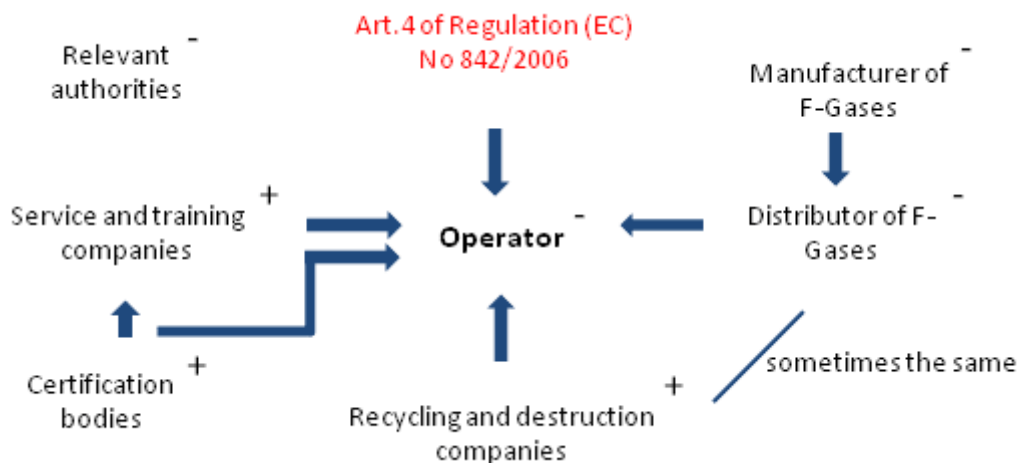 Art.4 of Regulation (EC)
No 842/2006
Relevant -
authorities
Manufacturer of -
F-Gases
Service and training +
companies
Operator -
Distributor of F- -
Gases
Certification +
bodies
Recycling and destruction +
companies
sometimes the same